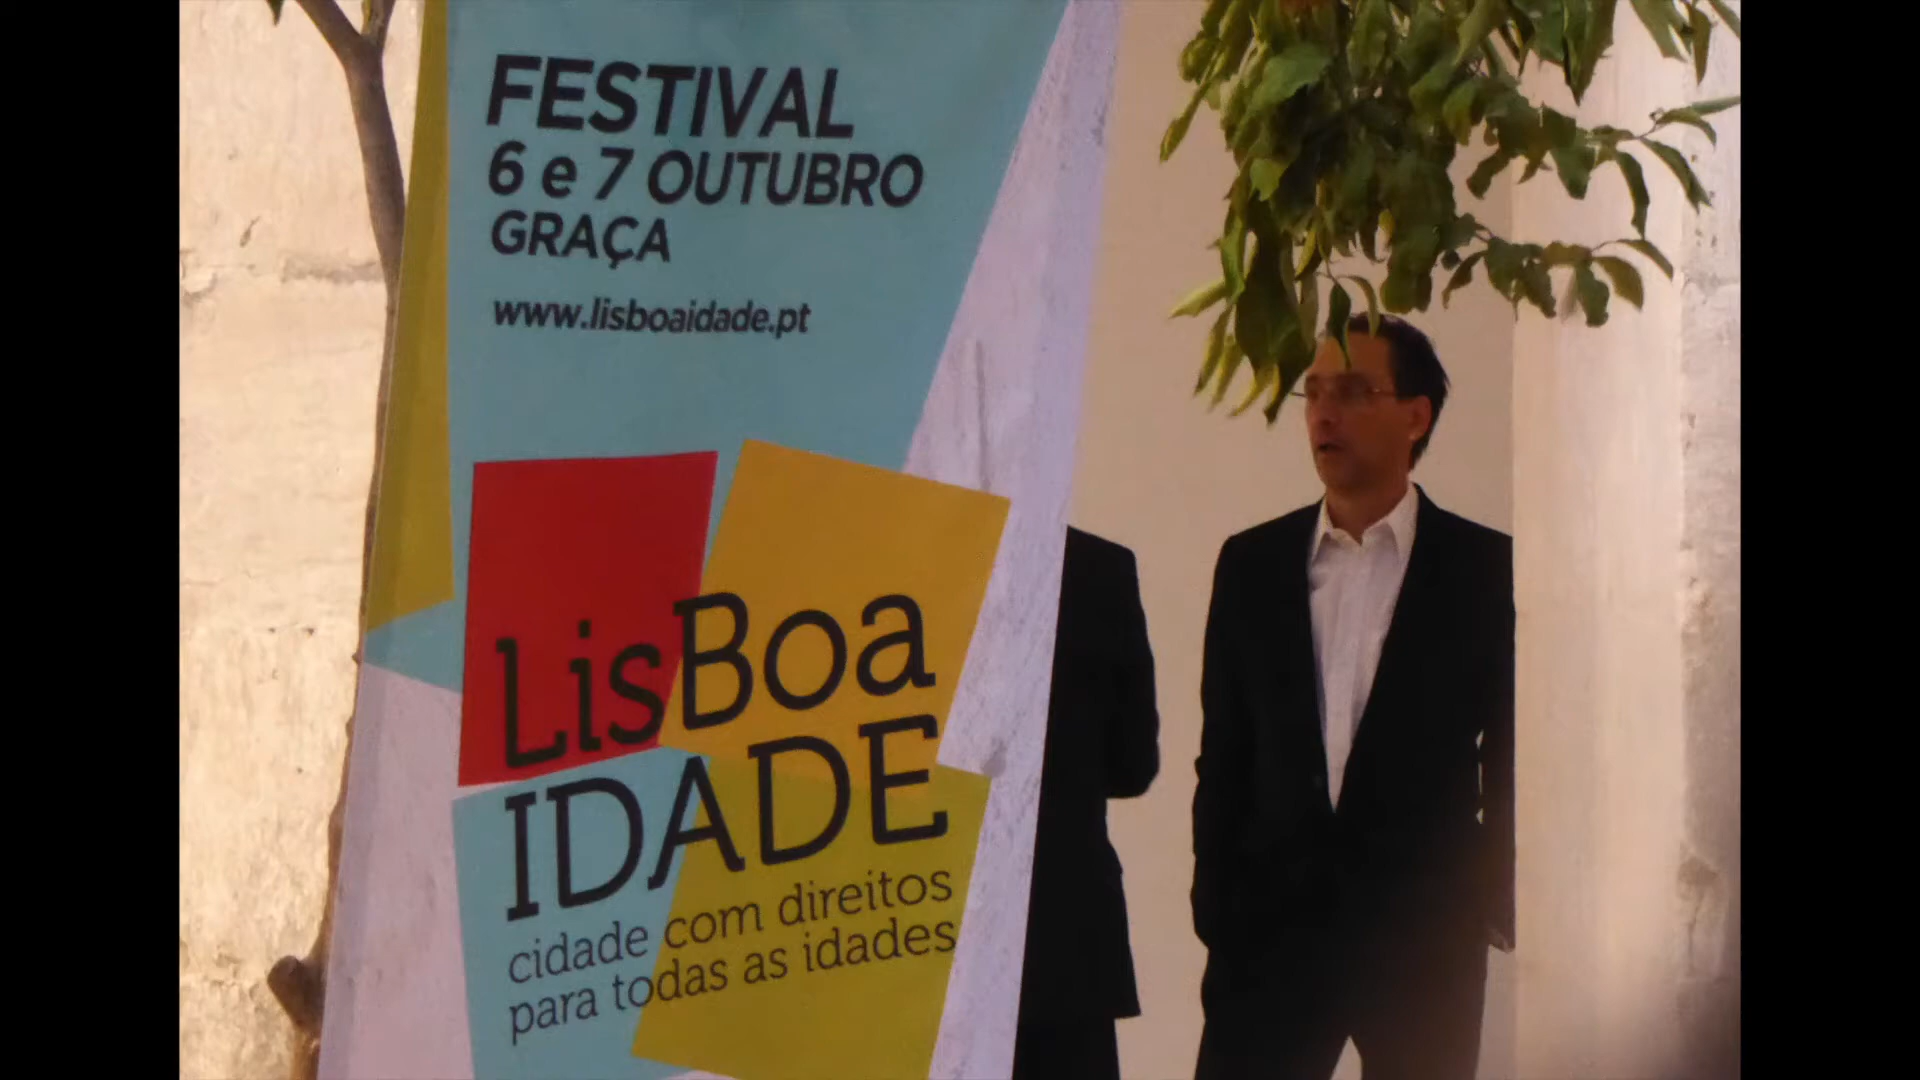 FESTIVAL
6 e 7 OUTUBRO
GRAÇA
www.lisboaidade.pt
LisBoa
IDADE
cidade com direitos
para todas as idades